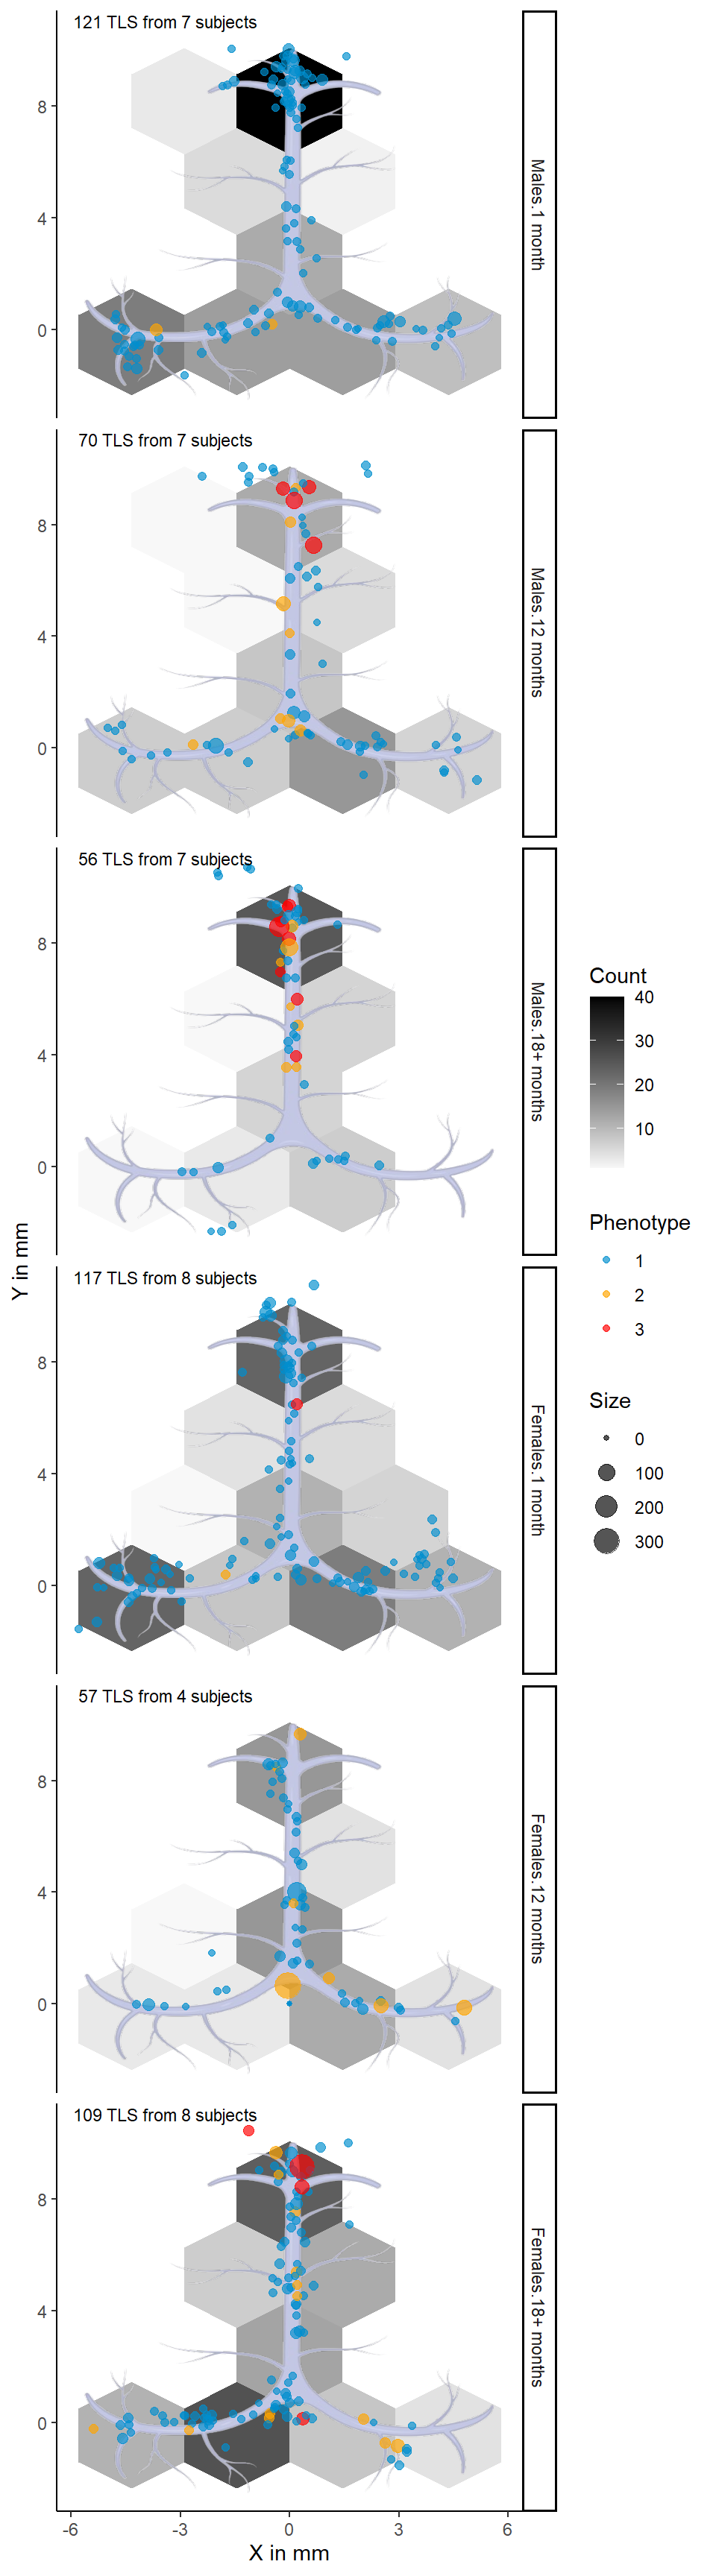 121 TLS from 7 subjects
8
4
0
Males.1 month
70 TLS from 7 subjects
8
4
0
Males.12 months
56 TLS from 7 subjects
8
4
0
Males.18+ months
117 TLS from 8 subjects
8
4
0
Females.1 month
57 TLS from 4 subjects
8
4
0
Females.12 months
109 TLS from 8 subjects
8
4
0
Females.18+ months
-6 -3 0 3 6
X in mm
Y in mm
Count
40
30
20
10
Phenotype
1
2
3
Size
0
100
200
300